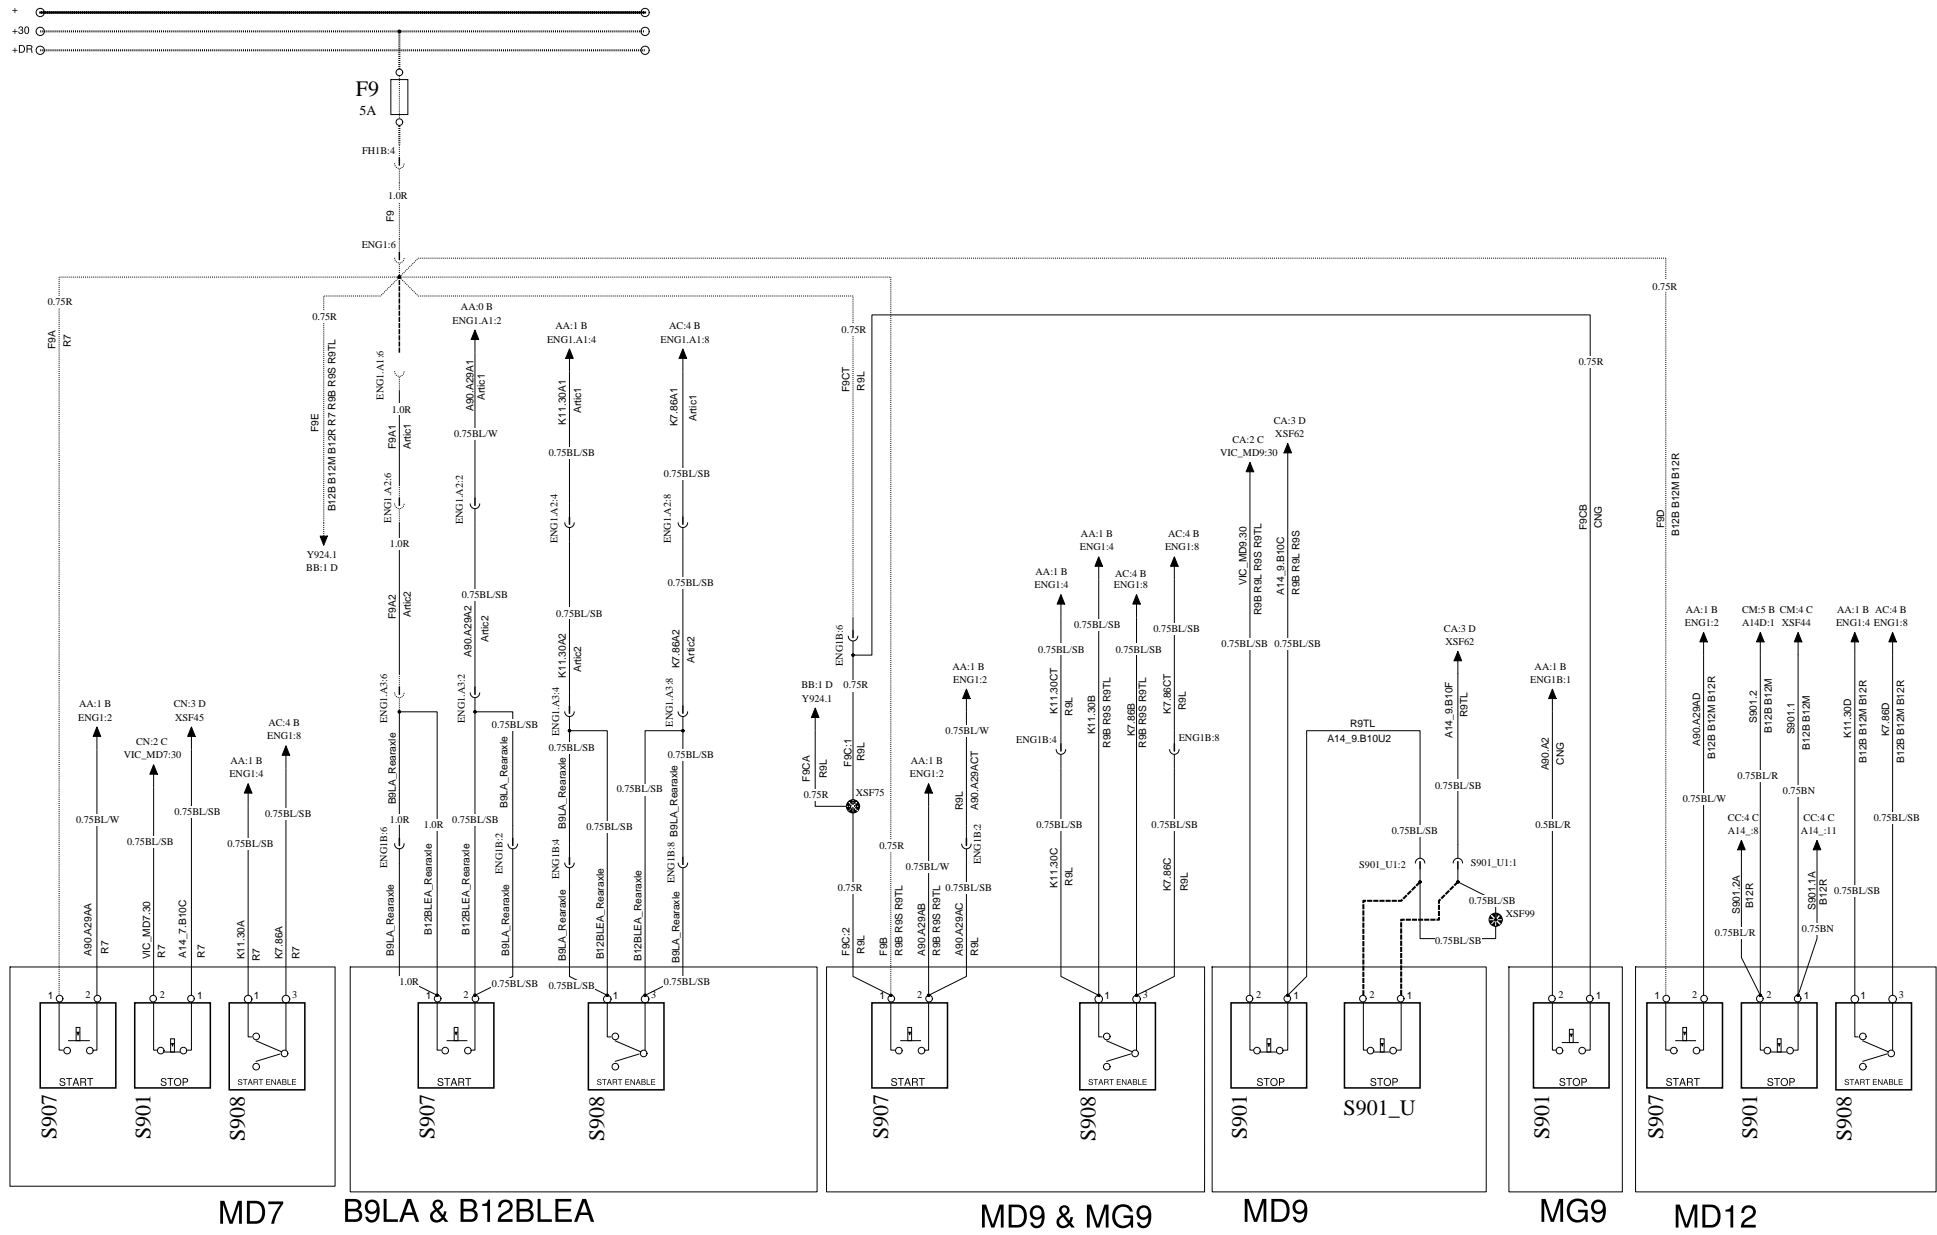 +
+30
+DR
F9
5A
FH1B:4
1.0R
F9
ENG1:6
0.75R
F9A
R7
0.75R
F9E
B12B B12M B12R R7 R9B R9S R9TL
Y924.1
BB:1 D
AA:1 B
ENG1:2
0.75BL/W
A90.A29AA
R7
CN:2 C
VIC_MD7:30
0.75BL/SB
VIC_MD7.30
R7
CN:3 D
XSF45
0.75BL/SB
A14_7.B10C
R7
AA:1 B
ENG1:4
0.75BL/SB
K11.30A
R7
AC:4 B
ENG1:8
0.75BL/SB
K7.86A
R7
1
2
START
S907
2
1
STOP
S901
1
3
START ENABLE
S908
MD7
ENG1.A1:6
1.0R
F9A1
Artic1
ENG1.A2:6
1.0R
F9A2
Artic2
ENG1.A3:6
B9LA_Rearaxle
1.0R
ENG1B:6
B9LA_Rearaxle
1.0R
1.0R
B12BLEA_Rearaxle
AA:0 B
ENG1.A1:2
A90.A29A1
Artic1
0.75BL/W
ENG1.A2:2
0.75BL/SB
A90.A29A2
Artic2
ENG1.A3:2
0.75BL/SB
0.75BL/SB
B12BLEA_Rearaxle
B9LA_Rearaxle
ENG1B:2
B9LA_Rearaxle
0.75BL/SB
AA:1 B
ENG1.A1:4
K11.30A1
Artic1
0.75BL/SB
ENG1.A2:4
0.75BL/SB
K11.30A2
Artic2
ENG1.A3:4
0.75BL/SB
B9LA_Rearaxle
ENG1B:4
B9LA_Rearaxle
0.75BL/SB
0.75BL/SB
B12BLEA_Rearaxle
AC:4 B
ENG1.A1:8
K7.86A1
Artic1
0.75BL/SB
ENG1.A2:8
0.75BL/SB
K7.86A2
Artic2
ENG1.A3:8
0.75BL/SB
0.75BL/SB
B12BLEA_Rearaxle
B9LA_Rearaxle
ENG1B:8
B9LA_Rearaxle
0.75BL/SB
1
2
START
S907
1
3
START ENABLE
S908
B9LA & B12BLEA
0.75R
F9CT
R9L
ENG1B:6
0.75R
F9C:1
R9L
BB:1 D
Y924.1
F9CA
R9L
0.75R
XSF75
0.75R
F9C:2
R9L
0.75R
F9B
R9B R9S R9TL
AA:1 B
ENG1:2
0.75BL/W
A90.A29AB
R9B R9S R9TL
AA:1 B
ENG1:2
0.75BL/W
R9L
A90.A29ACT
ENG1B:2
0.75BL/SB
A90.A29AC
R9L
AA:1 B
ENG1:4
0.75BL/SB
K11.30CT
R9L
ENG1B:4
0.75BL/SB
K11.30C
R9L
AA:1 B
ENG1:4
0.75BL/SB
K11.30B
R9B R9S R9TL
AC:4 B
ENG1:8
0.75BL/SB
K7.86B
R9B R9S R9TL
AC:4 B
ENG1:8
0.75BL/SB
K7.86CT
R9L
ENG1B:8
0.75BL/SB
K7.86C
R9L
1
2
START
S907
1
3
START ENABLE
S908
MD9 & MG9
CA:2 C
VIC_MD9:30
VIC_MD9.30
R9B R9L R9S R9TL
0.75BL/SB
CA:3 D
XSF62
A14_9.B10C
R9B R9L R9S
0.75BL/SB
R9TL
A14_9.B10U2
0.75BL/SB
S901_U1:2
CA:3 D
XSF62
A14_9.B10F
R9TL
0.75BL/SB
S901_U1:1
0.75BL/SB
XSF99
0.75BL/SB
2
1
STOP
S901
2
1
STOP
S901_U
MD9
0.75R
F9CB
CNG
AA:1 B
ENG1B:1
A90.A2
CNG
0.5BL/R
2
1
STOP
S901
MG9
0.75R
F9D
B12B B12M B12R
AA:1 B
ENG1:2
A90.A29AD
B12B B12M B12R
0.75BL/W
CM:5 B
A14D:1
S901.2
B12B B12M
0.75BL/R
CC:4 C
A14_:8
S901.2A
B12R
0.75BL/R
CM:4 C
XSF44
S901.1
B12B B12M
0.75BN
CC:4 C
A14_:11
S901.1A
B12R
0.75BN
AA:1 B
ENG1:4
K11.30D
B12B B12M B12R
0.75BL/SB
AC:4 B
ENG1:8
K7.86D
B12B B12M B12R
0.75BL/SB
1
2
START
S907
2
1
STOP
S901
1
3
START ENABLE
S908
MD12